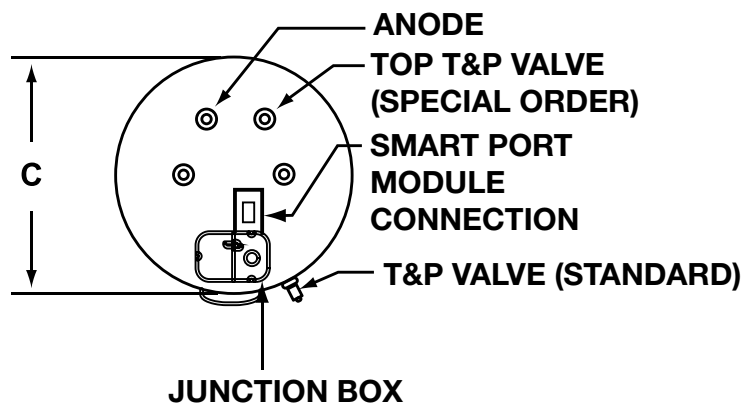 ANODE
TOP T&P VALVE
(SPECIAL ORDER)
SMART PORT
MODULE
CONNECTION
C
T&P VALVE (STANDARD)
JUNCTION BOX